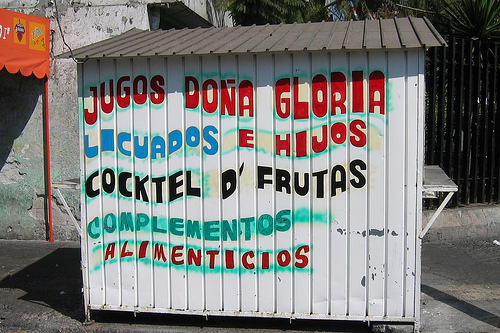 JUGOS DOÑA GLORIA
LICUADOS E HIJOS
COCKTEL D' FRUTAS
COMPLEMENTOS
ALIMENTICIOS